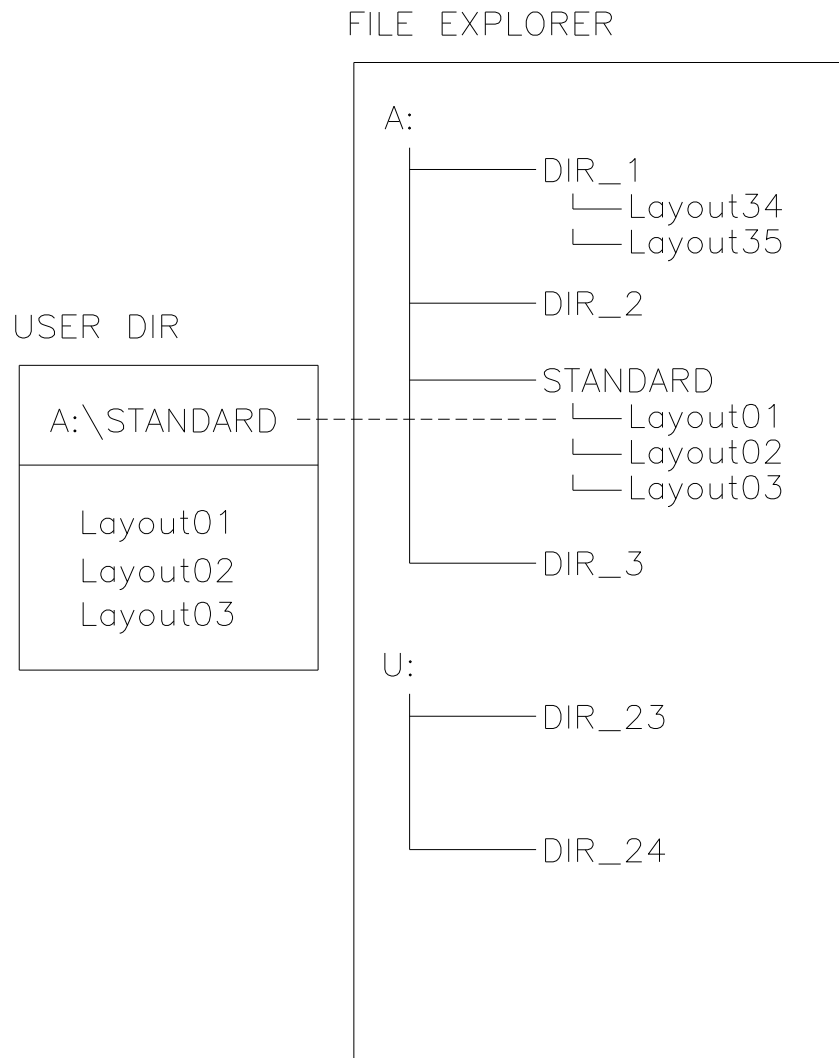 FILE EXPLORER
A:
DIR_1
Layout34
Layout35
DIR_2
STANDARD
Layout01
Layout02
Layout03
DIR_3
U:
DIR_23
DIR_24
USER DIR
A:\STANDARD
Layout01
Layout02
Layout03